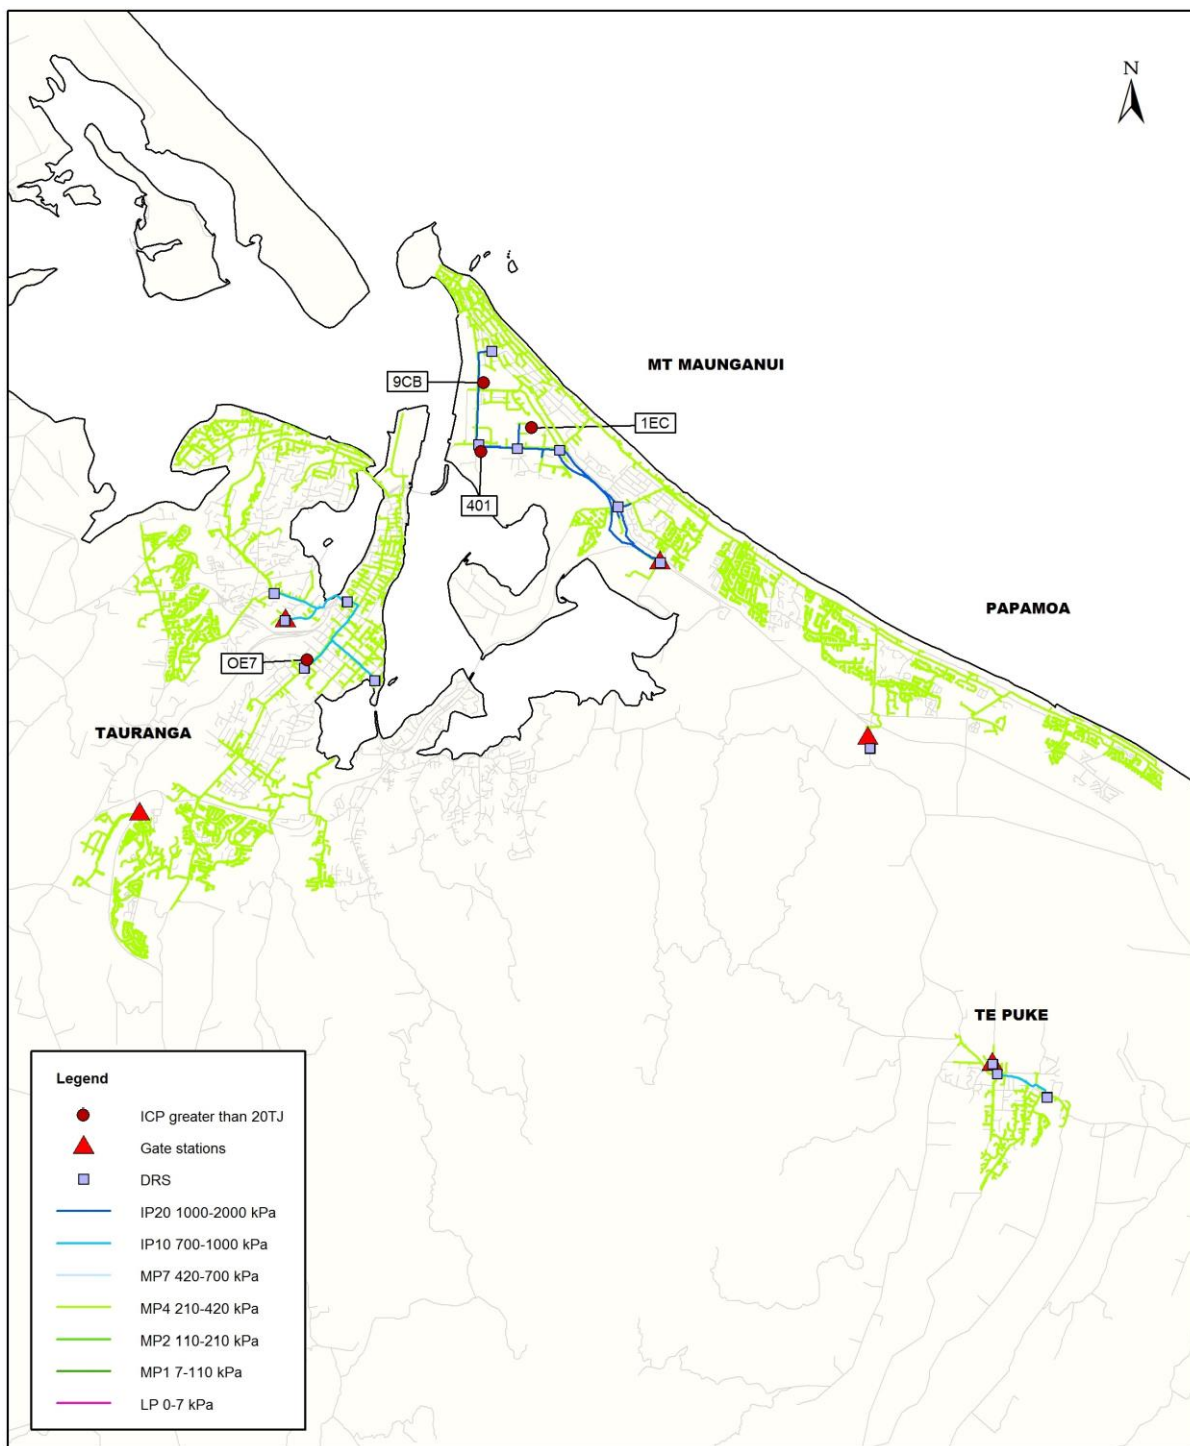 N
MT MAUNGANUI
9CB
1EC
401
PAPAMOA
OE7
TAURANGA
TE PUKE
Legend
ICP greater than 20TJ
Gate stations
DRS
IP20 1000-2000 kPa
IP10 700-1000 kPa
MP7 420-700 kPa
MP4 210-420 kPa
MP2 110-210 kPa
MP1 7-110 kPa
LP 0-7 kPa